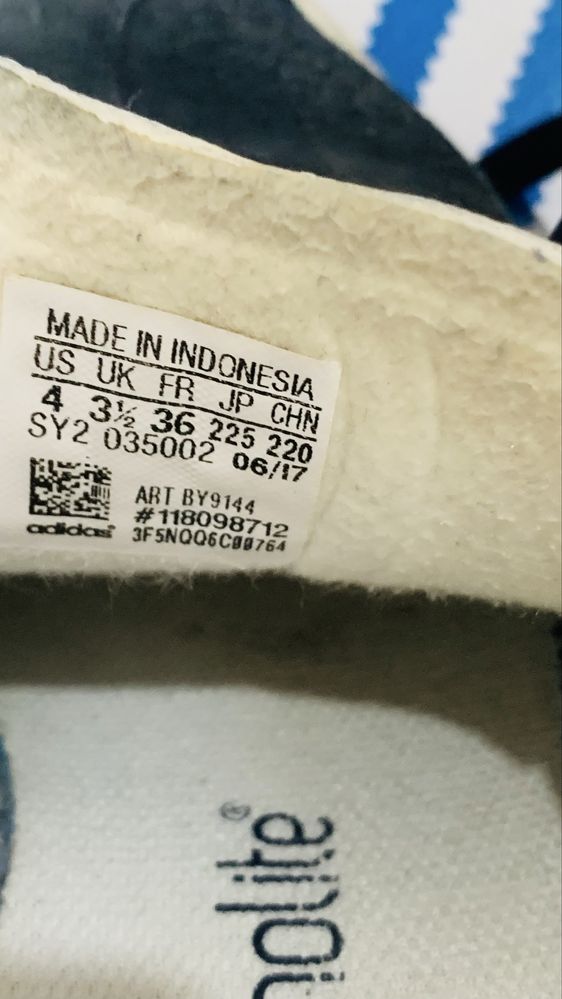 MADE IN INDONESIA
US UK FR JP CHN
4 3½ 36 225 220
SY2 035002 06/17
ART BY9144
#118098712
adidas 3F5NQQ6C00764
®
olite